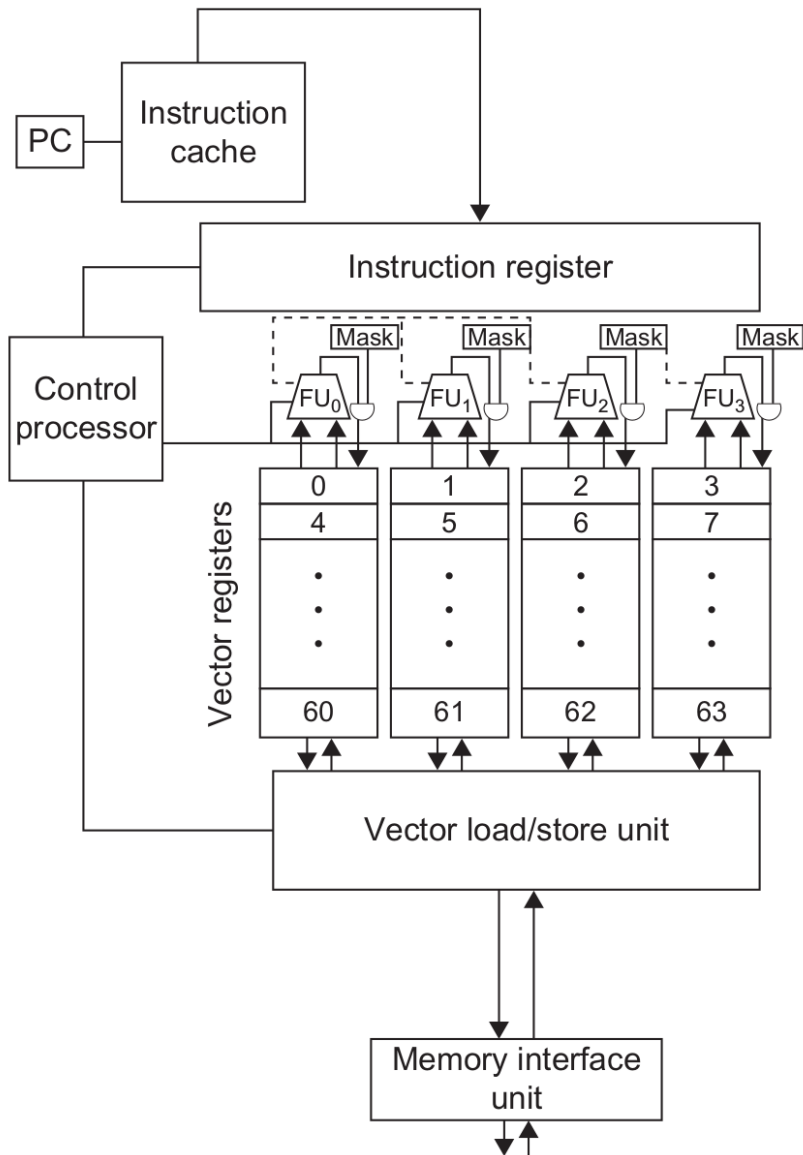 Instruction
cache
PC
Instruction register
Mask Mask Mask Mask
Control
processor
FU₀ FU₁ FU₂ FU₃
Vector registers
0 1 2 3
4 5 6 7
60 61 62 63
Vector load/store unit
Memory interface
unit